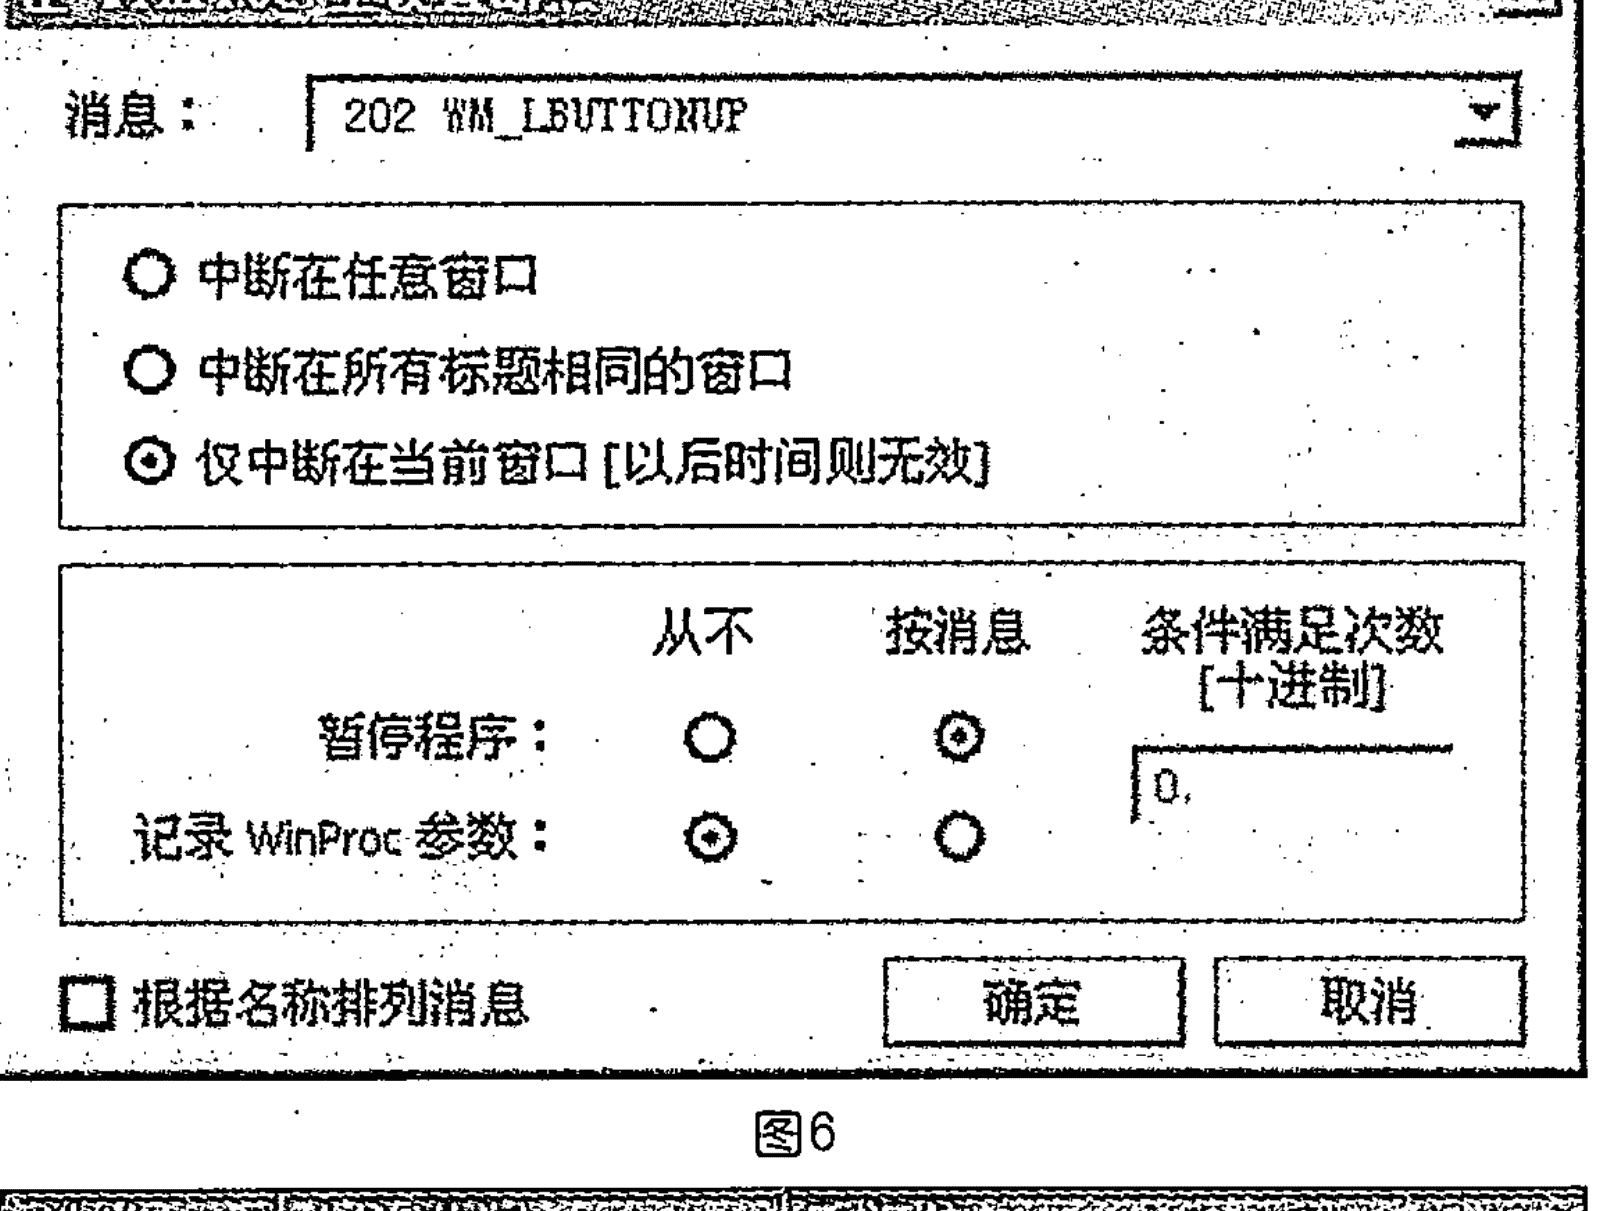 消息： 202 WM_LBUTTONUP
中断在任意窗口
中断在所有标题相同的窗口
仅中断在当前窗口 [以后时间则无效]
从不 按消息 条件满足次数
[十进制]
暂停程序：
0.
记录 WinProc 参数：
根据名称排列消息 确定 取消
图6